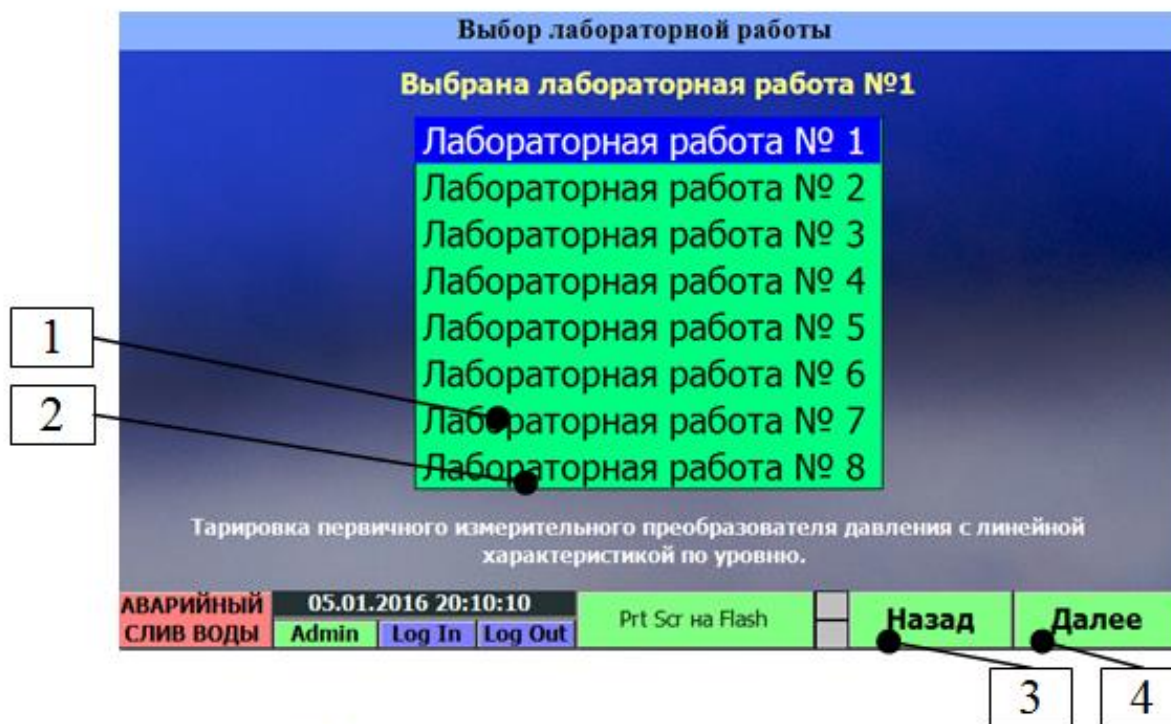 Выбор лабораторной работы
Выбрана лабораторная работа №1
Лабораторная работа № 1
Лабораторная работа № 2
Лабораторная работа № 3
Лабораторная работа № 4
Лабораторная работа № 5
Лабораторная работа № 6
Лабораторная работа № 7
Лабораторная работа № 8
1
2
Тарировка первичного измерительного преобразователя давления с линейной
характеристикой по уровню.
АВАРИЙНЫЙ
СЛИВ ВОДЫ
05.01.2016 20:10:10
Admin Log In Log Out
Prt Scr на Flash
Назад
Далее
3
4